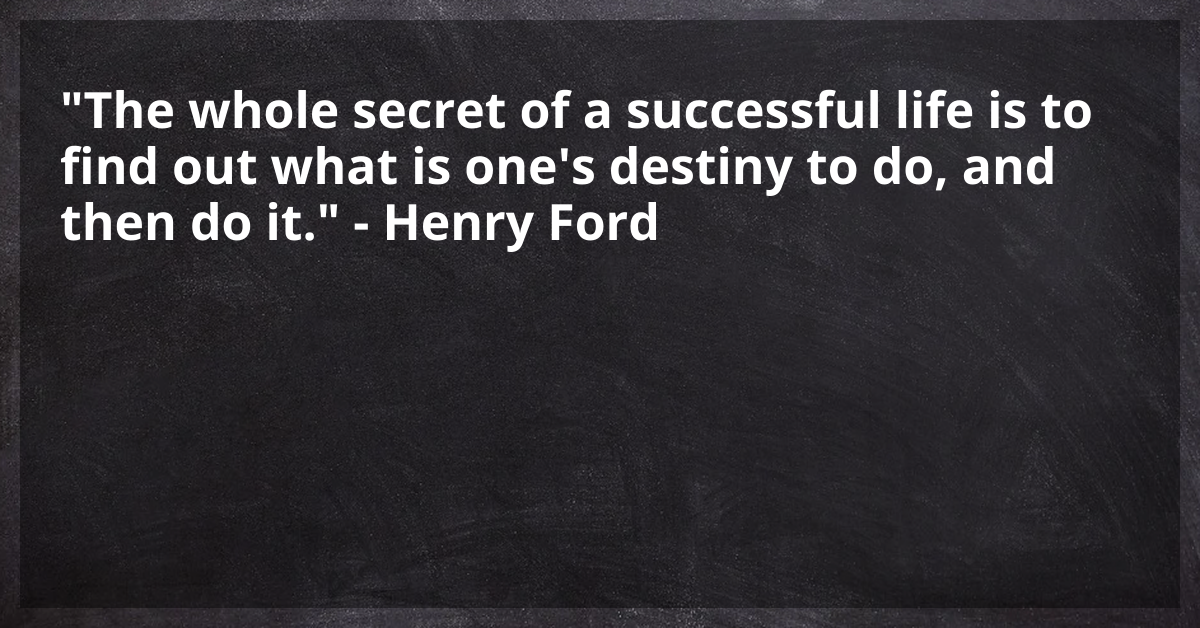 "The whole secret of a successful life is to
find out what is one's destiny to do, and
then do it." - Henry Ford